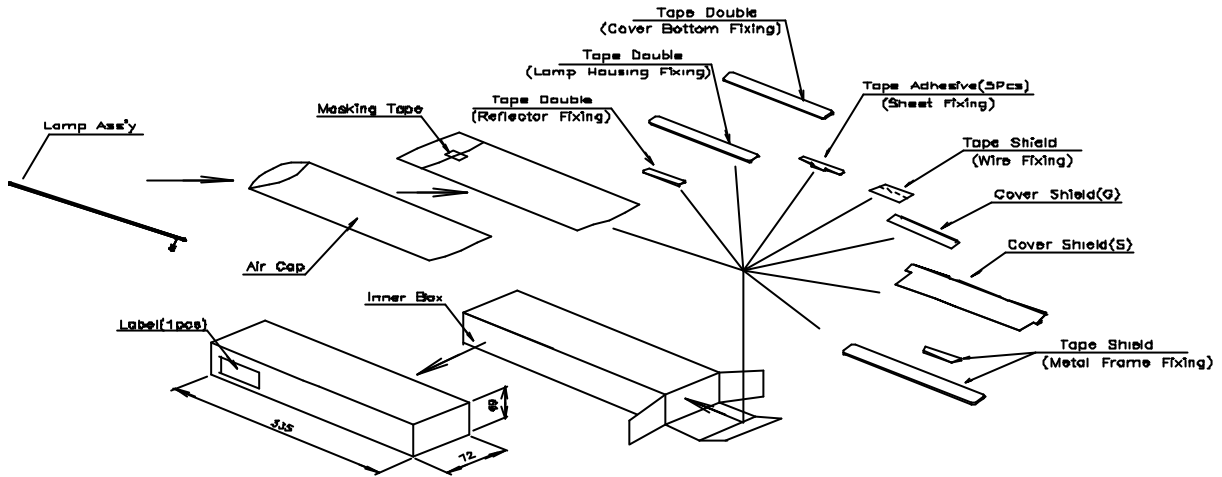 Tape Double
(Cover Bottom Fixing)
Tape Double
(Lamp Housing Fixing)
Tape Double
(Reflector Fixing)
Tape Adhesive(5Pcs)
(Sheet Fixing)
Masking Tape
Lamp Ass'y
Tape Shield
(Wire Fixing)
Cover Shield(G)
Cover Shield(S)
Air Cap
Inner Box
Label(1pcs)
Tape Shield
(Metal Frame Fixing)
535
72